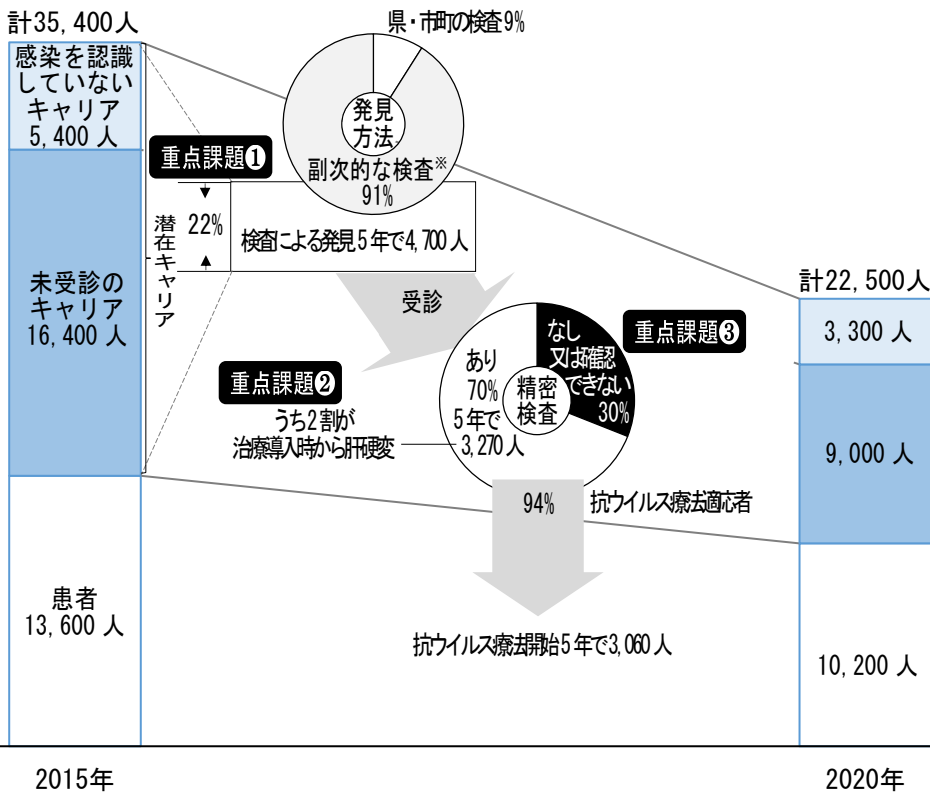 計35,400人
感染を認識
していない
キャリア
5,400 人
未受診の
キャリア
16,400 人
患者
13,600 人
2015年
潜在キャリア
重点課題❶
22%
県・市町の検査9%
発見
方法
副次的な検査※
91%
検査による発見5年で4,700人
受診
重点課題❷
うち2割が
治療導入時から肝硬変
あり
70%
5年で
3,270人
精密
検査
なし
又は確認
できない
30%
重点課題❸
94%
抗ウイルス療法適応者
抗ウイルス療法開始5年で3,060人
計22,500人
3,300 人
9,000 人
10,200 人
2020年